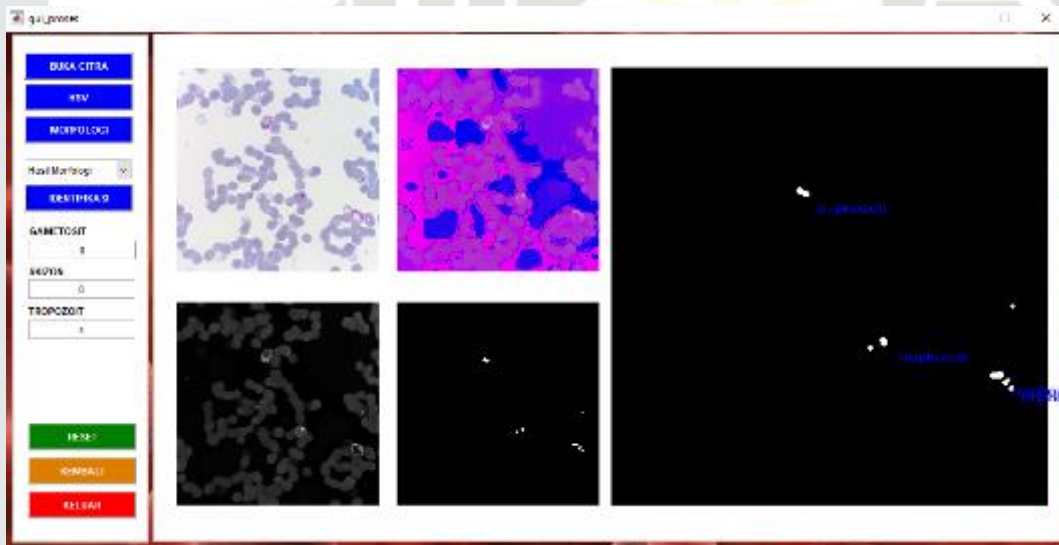 gui_proses
BUKA CITRA
HSV
MORFOLOGI
Hasil Morfologi
IDENTIFIKASI
GAMETOSIT
SKIZON
0
TROPOZOIT
RESET
KEMBALI
KELUAR